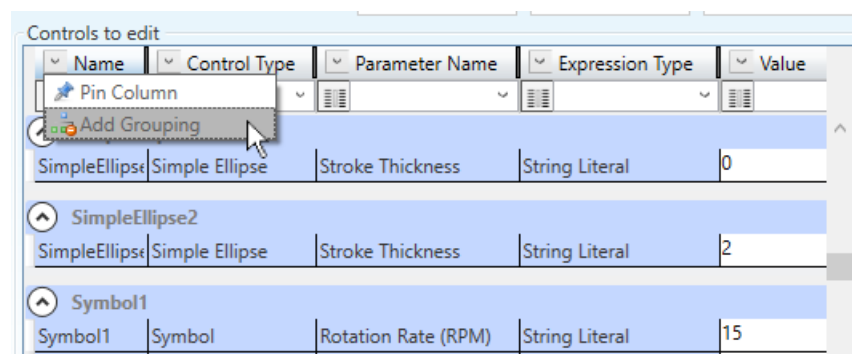 Controls to edit
Name Control Type Parameter Name Expression Type Value
Pin Column
Add Grouping
SimpleEllipse Simple Ellipse Stroke Thickness String Literal 0
SimpleEllipse2
SimpleEllipse Simple Ellipse Stroke Thickness String Literal 2
Symbol1
Symbol1 Symbol Rotation Rate (RPM) String Literal 15